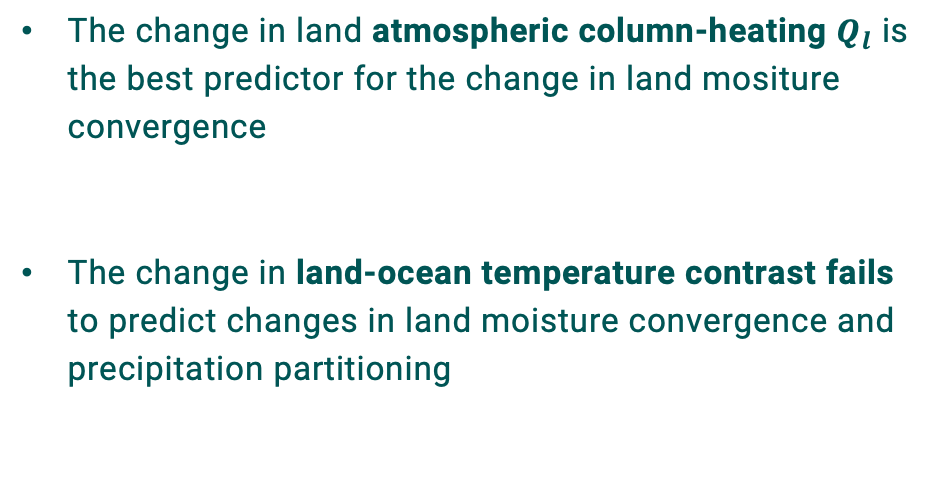 • The change in land atmospheric column-heating Q_l is
the best predictor for the change in land mositure
convergence
• The change in land-ocean temperature contrast fails
to predict changes in land moisture convergence and
precipitation partitioning